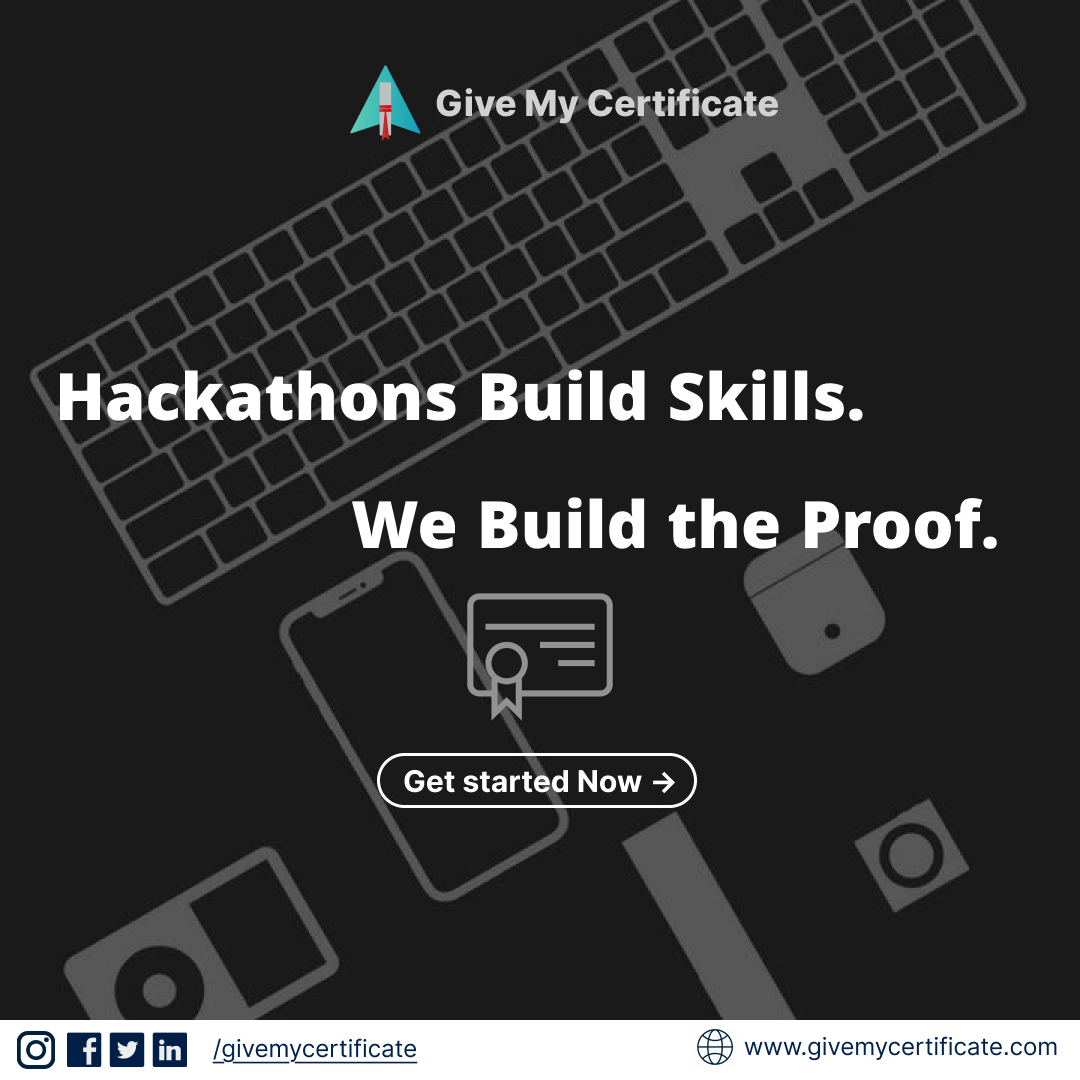 Give My Certificate
Hackathons Build Skills.
We Build the Proof.
Get started Now →
/givemycertificate
www.givemycertificate.com